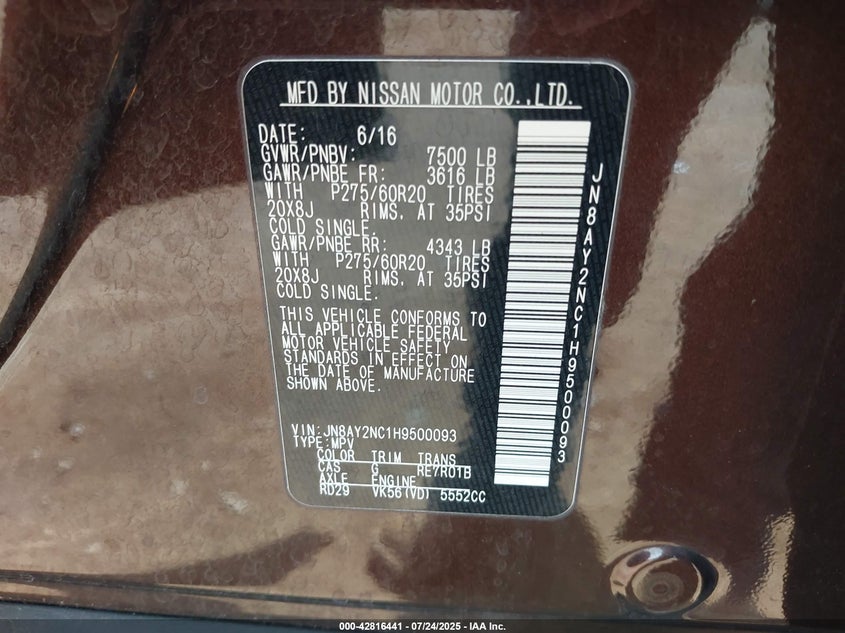 MFD BY NISSAN MOTOR CO.,LTD.
DATE: 6/16
GVWR/PNBV: 7500 LB
GAWR/PNBE FR: 3616 LB
WITH P275/60R20 TIRES
20X8J RIMS. AT 35PSI
COLD SINGLE.
GAWR/PNBE RR: 4343 LB
WITH P275/60R20 TIRES
20X8J RIMS. AT 35PSI
COLD SINGLE.
THIS VEHICLE CONFORMS TO
ALL APPLICABLE FEDERAL
MOTOR VEHICLE SAFETY
STANDARDS IN EFFECT ON
THE DATE OF MANUFACTURE
SHOWN ABOVE.
VIN:JN8AY2NC1H9500093
TYPE:MPV
COLOR TRIM TRANS
CAS G RE7R01B
AXLE ENGINE
RD29 VK56(VD) 5552CC
JN8AY2NC1H9500093
000-42816441 - 07/24/2025 - IAA Inc.